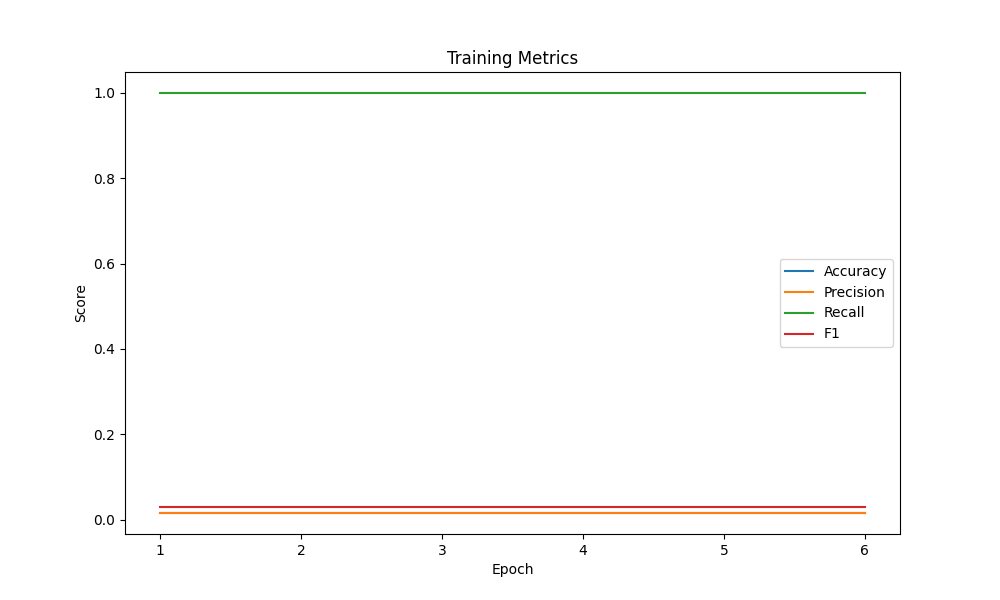 Training Metrics
1.0
0.8
0.6
0.4
0.2
0.0
Score
Accuracy
Precision
Recall
F1
1 2 3 4 5 6
Epoch